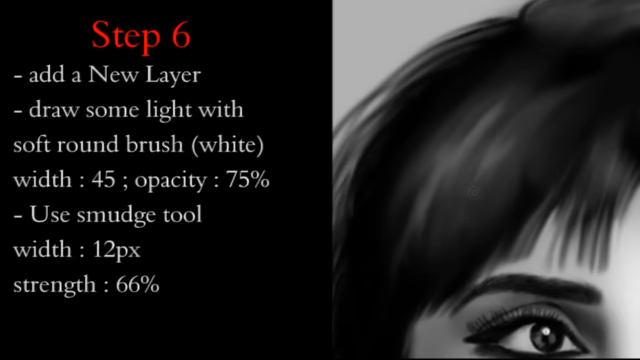 Step 6
- add a New Layer
- draw some light with
soft round brush (white)
width : 45 ; opacity : 75%
- Use smudge tool
width : 12px
strength : 66%